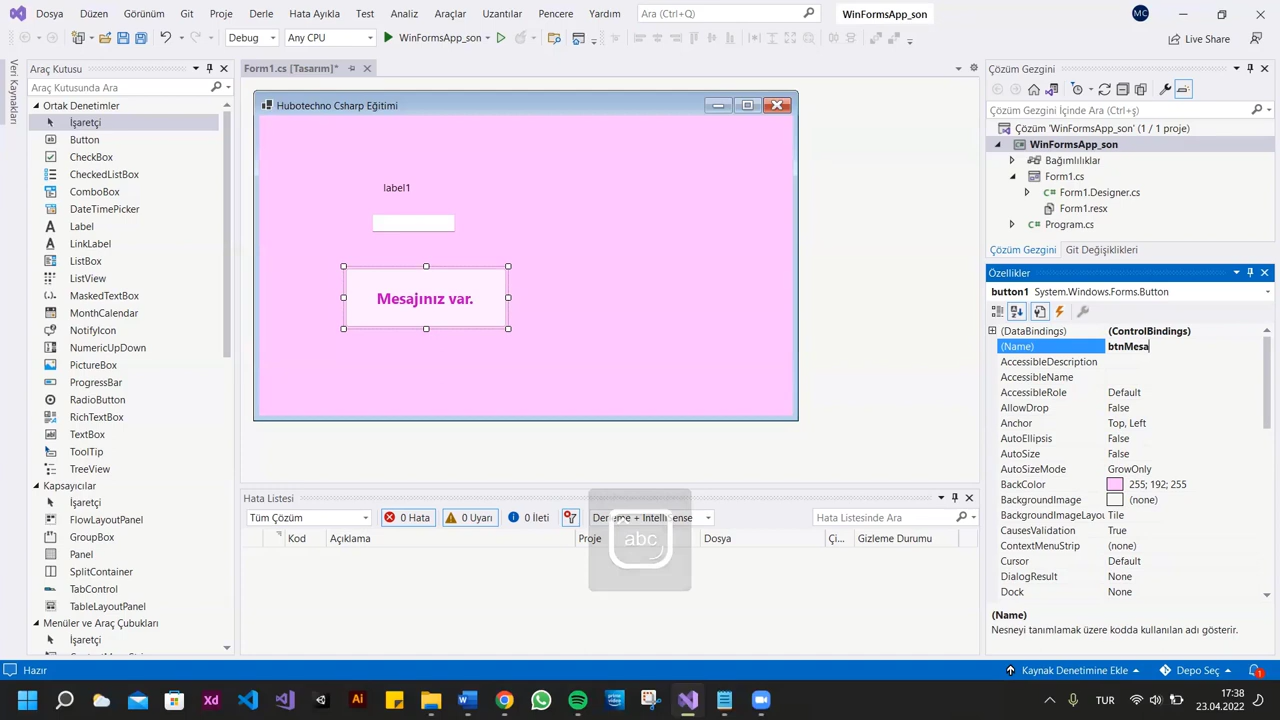 Dosya Düzen Görünüm Git Proje Derle Hata Ayıkla Test Analiz Araçlar Uzantılar Pencere Yardım Ara (Ctrl+Q) WinFormsApp_son MC
Debug Any CPU WinFormsApp_son Live Share
Veri Kaynakları
Araç Kutusu
Araç Kutusunda Ara
Ortak Denetimler
İşaretçi
Button
CheckBox
CheckedListBox
ComboBox
DateTimePicker
Label
LinkLabel
ListBox
ListView
MaskedTextBox
MonthCalendar
NotifyIcon
NumericUpDown
PictureBox
ProgressBar
RadioButton
RichTextBox
TextBox
ToolTip
TreeView
Kapsayıcılar
İşaretçi
FlowLayoutPanel
GroupBox
Panel
SplitContainer
TabControl
TableLayoutPanel
Menüler ve Araç Çubukları
İşaretçi
Form1.cs [Tasarım]*
Hubotechno Csharp Eğitimi
label1
Mesajınız var.
Hata Listesi
Tüm Çözüm 0 Hata 0 Uyarı 0 İleti Derleme + IntelliSense Hata Listesinde Ara
Kod Açıklama Proje Dosya Çi... Gizleme Durumu
abc
Çözüm Gezgini
Çözüm Gezgini İçinde Ara (Ctrl+ş)
Çözüm 'WinFormsApp_son' (1 / 1 proje)
WinFormsApp_son
Bağımlılıklar
Form1.cs
Form1.Designer.cs
Form1.resx
Program.cs
Çözüm Gezgini Git Değişiklikleri
Özellikler
button1 System.Windows.Forms.Button
(DataBindings) (ControlBindings)
(Name) btnMesa
AccessibleDescription
AccessibleName
AccessibleRole Default
AllowDrop False
Anchor Top, Left
AutoEllipsis False
AutoSize False
AutoSizeMode GrowOnly
BackColor 255; 192; 255
BackgroundImage (none)
BackgroundImageLayou Tile
CausesValidation True
ContextMenuStrip (none)
Cursor Default
DialogResult None
Dock None
(Name)
Nesneyi tanımlamak üzere kodda kullanılan adı gösterir.
Hazır Kaynak Denetimine Ekle Depo Seç 1
Xd Ai TUR 17:38
23.04.2022